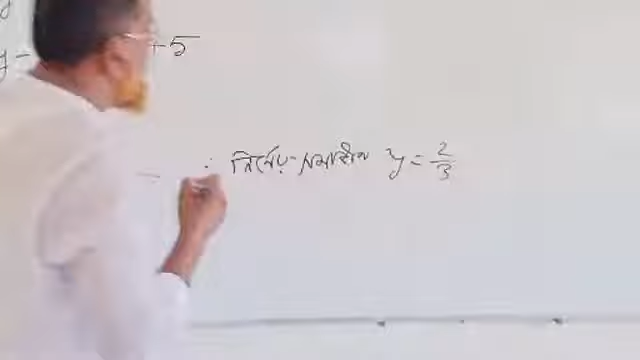 y
y - + 5
∴ নির্ণেয় সমাধান y = 2/3